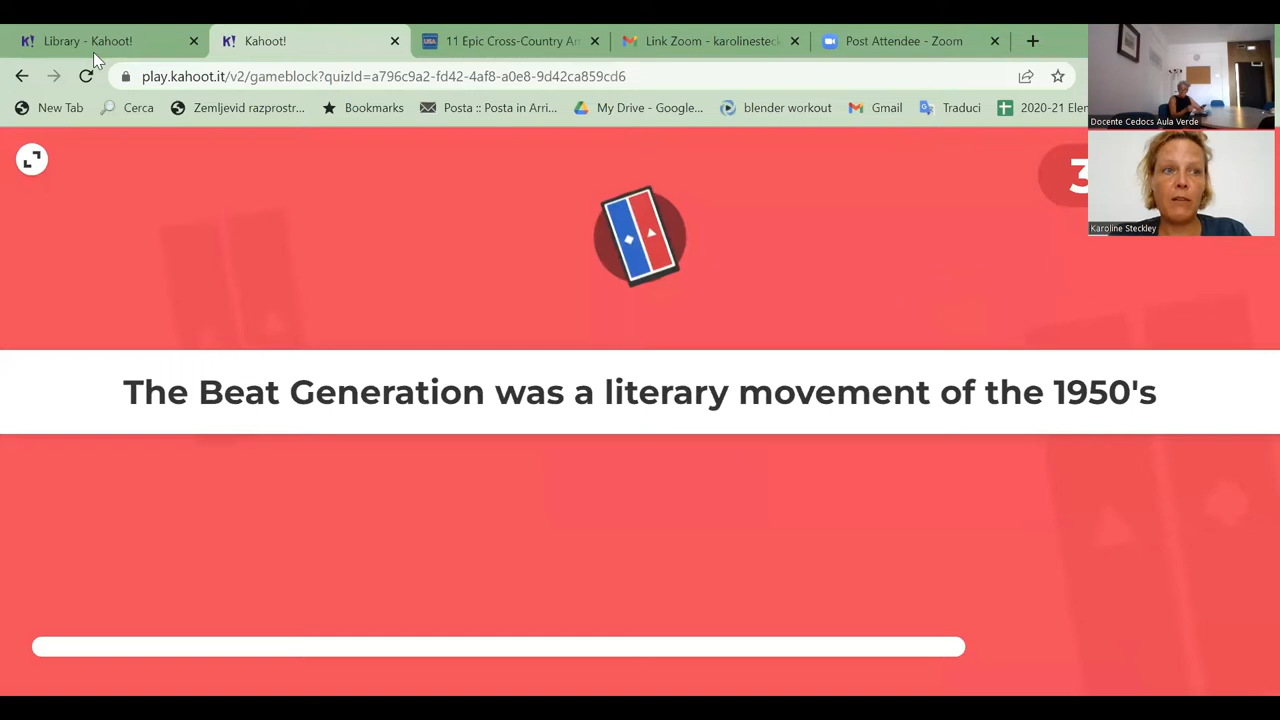 Library - Kahoot!
Kahoot!
11 Epic Cross-Country Am
Link Zoom - karolinesteck
Post Attendee - Zoom
play.kahoot.it/v2/gameblock?quizId=a796c9a2-fd42-4af8-a0e8-9d42ca859cd6
New Tab
Cerca
Zemljevid razprostr...
Bookmarks
Posta :: Posta in Arri...
My Drive - Google...
blender workout
Gmail
Traduci
2020-21 Elen
3
Docente Cedocs Aula Verde
Karoline Steckley
The Beat Generation was a literary movement of the 1950's